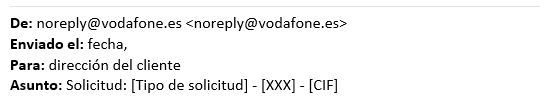 De: noreply@vodafone.es <noreply@vodafone.es>
Enviado el: fecha,
Para: dirección del cliente
Asunto: Solicitud: [Tipo de solicitud] - [XXX] - [CIF]